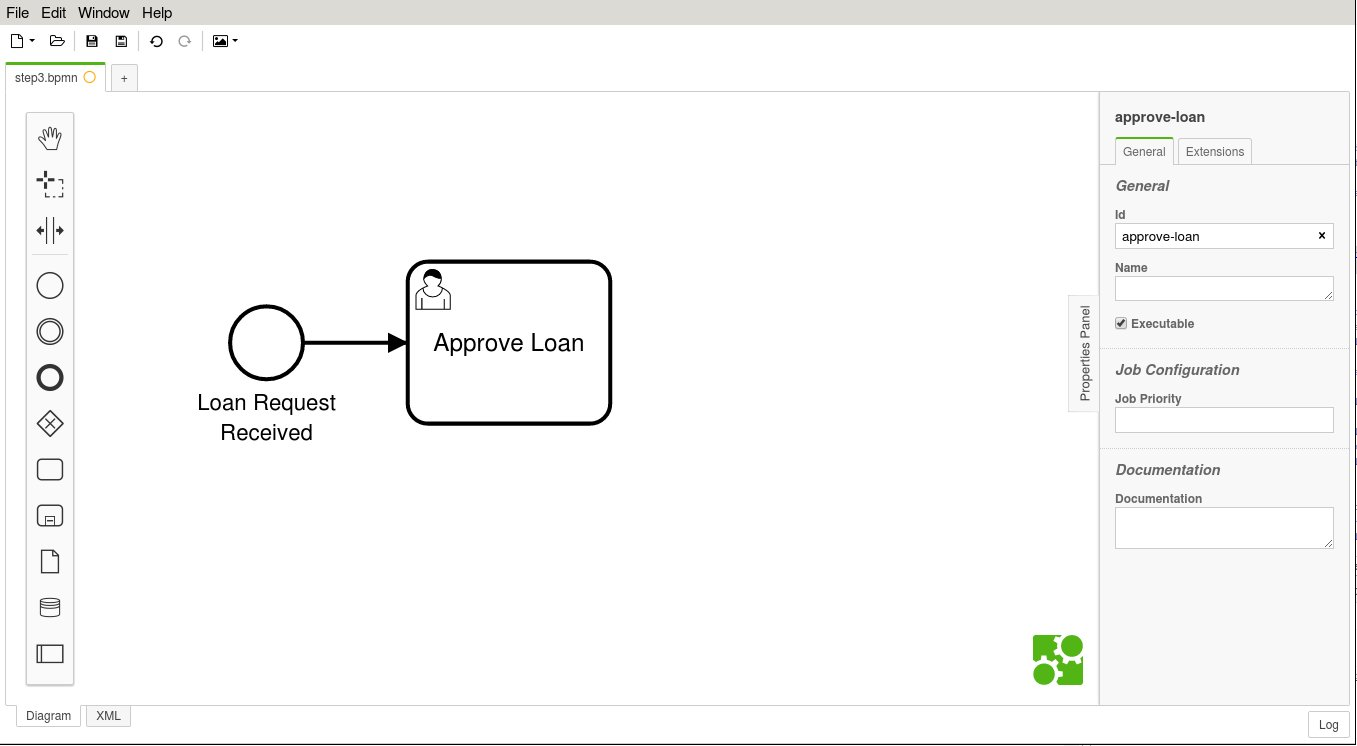 File Edit Window Help
step3.bpmn +
approve-loan
General Extensions
General
Id
approve-loan ×
Name
Executable
Job Configuration
Job Priority
Documentation
Documentation
Properties Panel
Approve Loan
Loan Request
Received
Diagram XML
Log